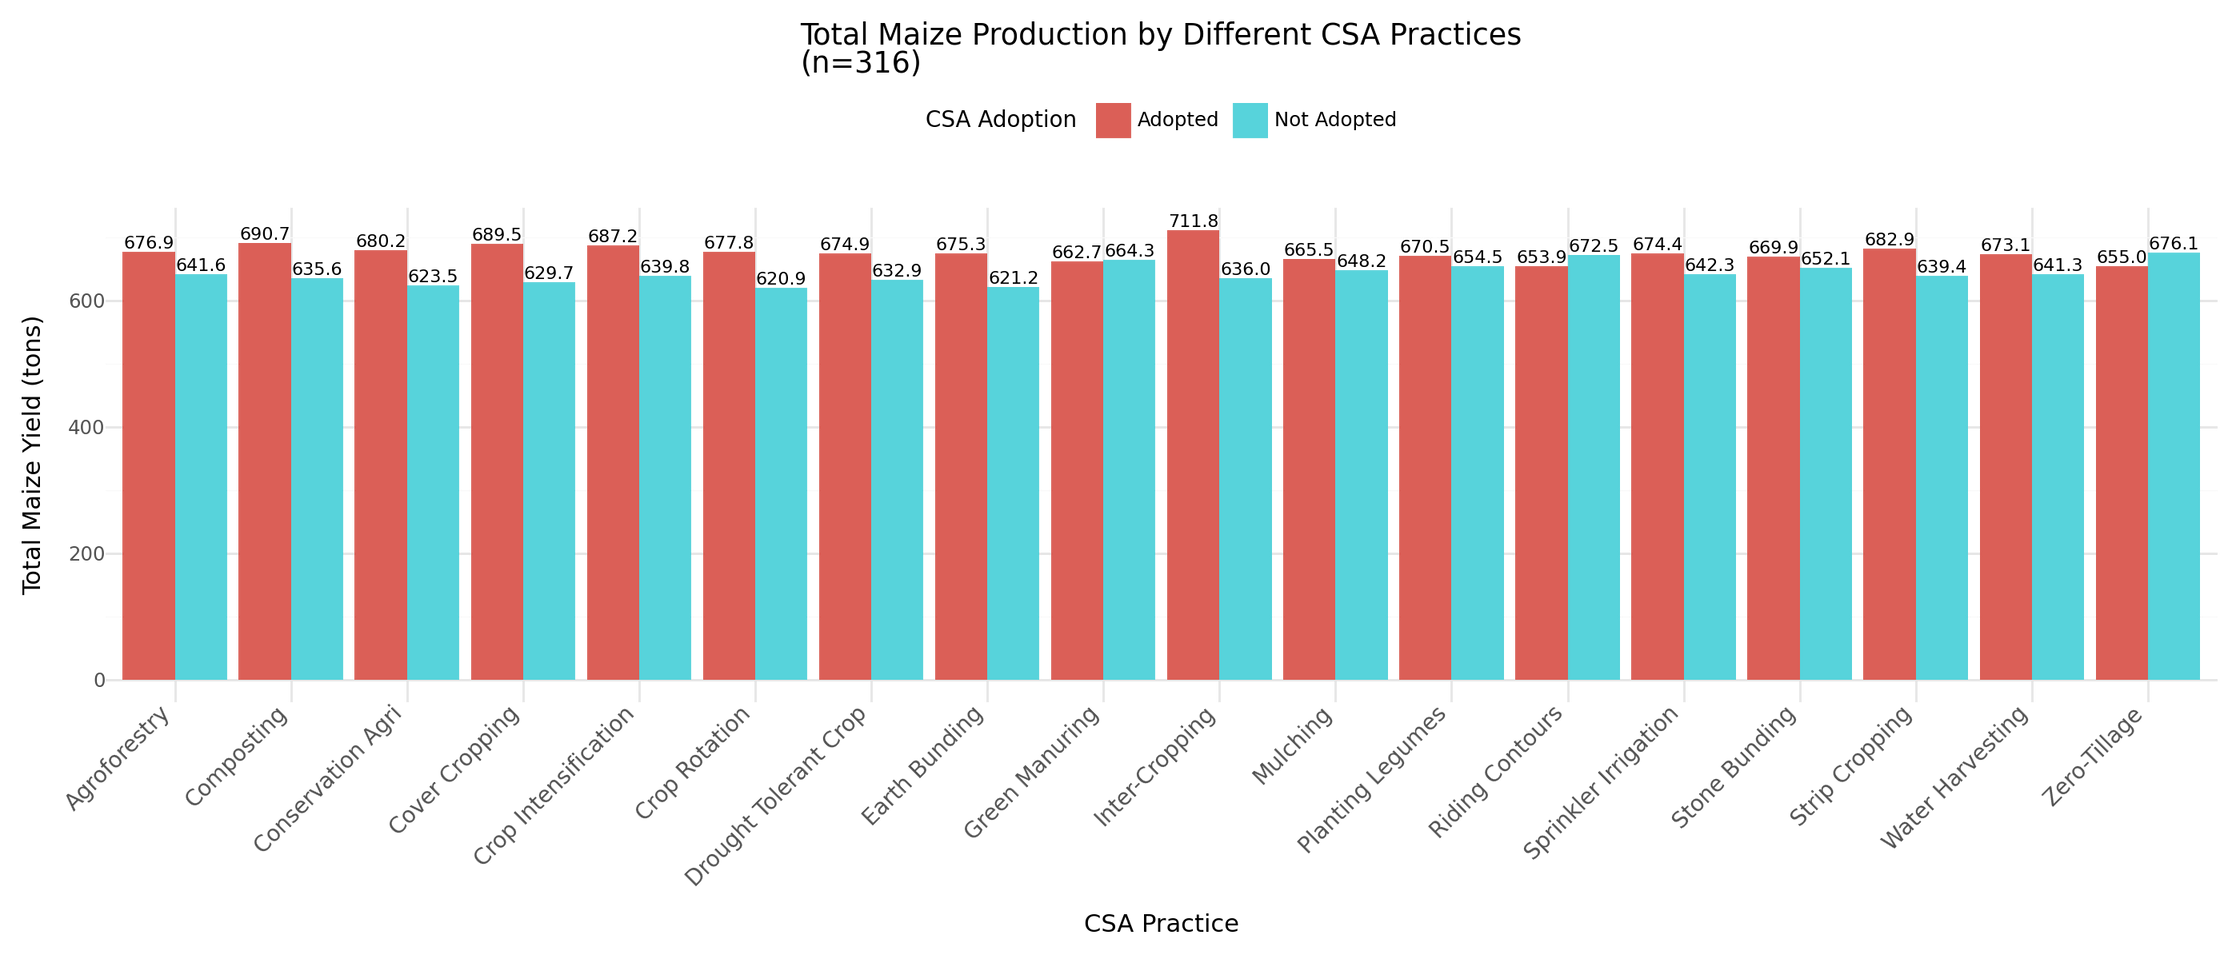 Total Maize Production by Different CSA Practices
(n=316)
CSA Adoption Adopted Not Adopted
Total Maize Yield (tons)
600
400
200
0
676.9 641.6
690.7 635.6
680.2 623.5
689.5 629.7
687.2 639.8
677.8 620.9
674.9 632.9
675.3 621.2
662.7 664.3
711.8 636.0
665.5 648.2
670.5 654.5
653.9 672.5
674.4 642.3
669.9 652.1
682.9 639.4
673.1 641.3
655.0 676.1
Agroforestry
Composting
Conservation Agri
Cover Cropping
Crop Intensification
Crop Rotation
Drought Tolerant Crop
Earth Bunding
Green Manuring
Inter-Cropping
Mulching
Planting Legumes
Riding Contours
Sprinkler Irrigation
Stone Bunding
Strip Cropping
Water Harvesting
Zero-Tillage
CSA Practice